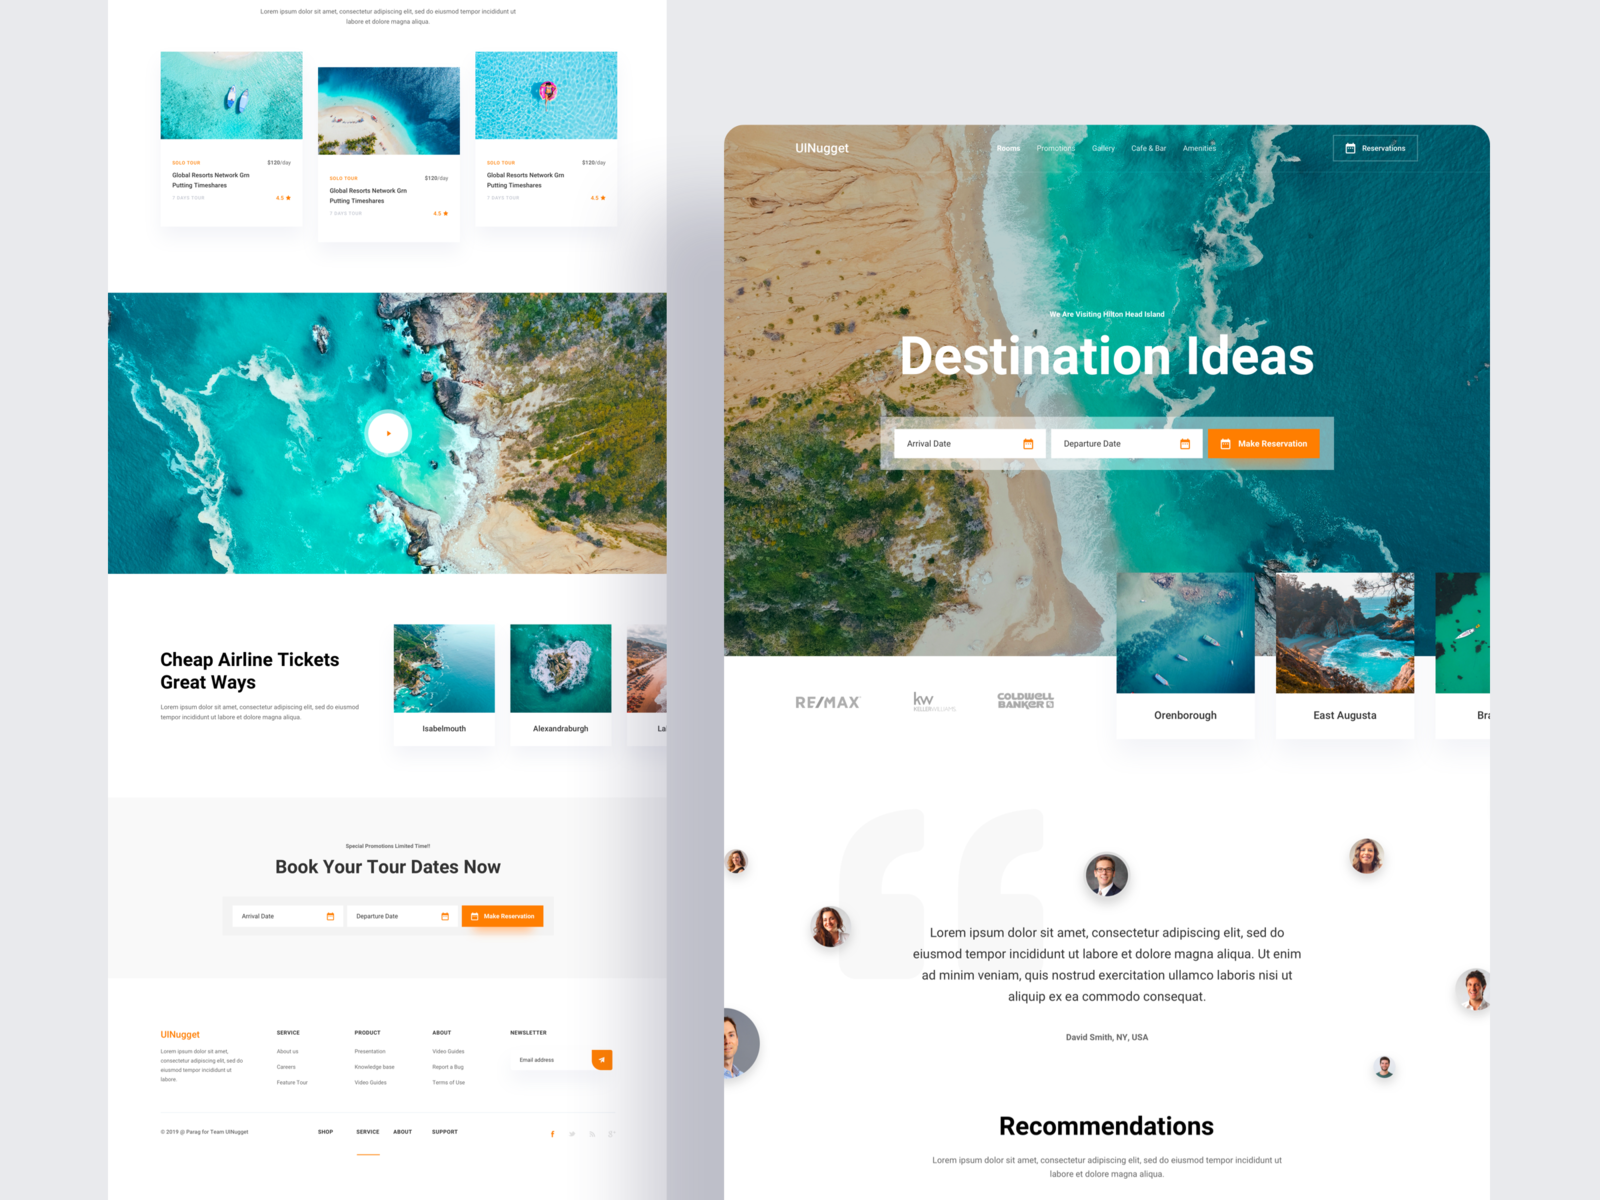 Lorem ipsum dolor sit amet, consectetur adipiscing elit, sed do eiusmod tempor incididunt ut
labore et dolore magna aliqua.
SOLO TOUR $120/day
Global Resorts Network Grn
Putting Timeshares
7 DAYS TOUR 4.5
SOLO TOUR $120/day
Global Resorts Network Grn
Putting Timeshares
7 DAYS TOUR 4.5
SOLO TOUR $120/day
Global Resorts Network Grn
Putting Timeshares
7 DAYS TOUR 4.5
Cheap Airline Tickets
Great Ways
Lorem ipsum dolor sit amet, consectetur adipiscing elit, sed do eiusmod
tempor incididunt ut labore et dolore magna aliqua.
Isabelmouth
Alexandraburgh
La
Special Promotions Limited Time!!
Book Your Tour Dates Now
Arrival Date
Departure Date
Make Reservation
UINugget
Lorem ipsum dolor sit amet,
consectetur adipiscing elit, sed do
eiusmod tempor incididunt ut
labore.
SERVICE
About us
Careers
Feature Tour
PRODUCT
Presentation
Knowledge base
Video Guides
ABOUT
Video Guides
Report a Bug
Terms of Use
NEWSLETTER
Email address
© 2019 @ Parag for Team UINugget
SHOP SERVICE ABOUT SUPPORT
UINugget
Rooms Promotions Gallery Cafe & Bar Amenities
Reservations
We Are Visiting Hilton Head Island
Destination Ideas
Arrival Date
Departure Date
Make Reservation
RE/MAX
kw
KELLERWILLIAMS.
COLDWELL
BANKER
Orenborough
East Augusta
Bra
Lorem ipsum dolor sit amet, consectetur adipiscing elit, sed do
eiusmod tempor incididunt ut labore et dolore magna aliqua. Ut enim
ad minim veniam, quis nostrud exercitation ullamco laboris nisi ut
aliquip ex ea commodo consequat.
David Smith, NY, USA
Recommendations
Lorem ipsum dolor sit amet, consectetur adipiscing elit, sed do eiusmod tempor incididunt ut
labore et dolore magna aliqua.